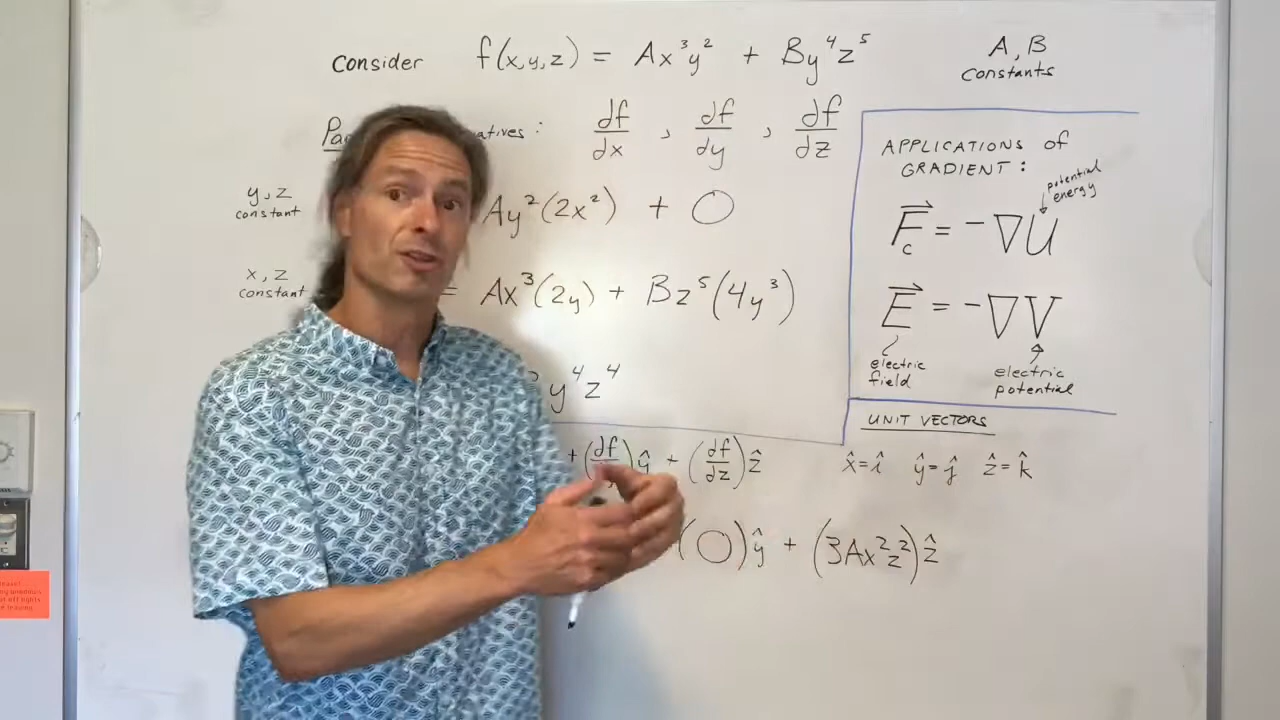 Consider f(x,y,z) = Ax³y² + By⁴z⁵
A, B
constants
atives : df/dx , df/dy , df/dz
y, z
constant
Ay²(2x²) + 0
x, z
constant
= Ax³(2y) + Bz⁵(4y³)
y⁴z⁴
+ (df/)ŷ + (df/dz)ẑ
(0)ŷ + (3Ax²z²)ẑ
APPLICATIONS of
GRADIENT :
potential
energy
F⃗c = -∇U
E⃗ = -∇V
electric
field
electric
potential
UNIT VECTORS
x̂=î ŷ=ĵ ẑ=k̂